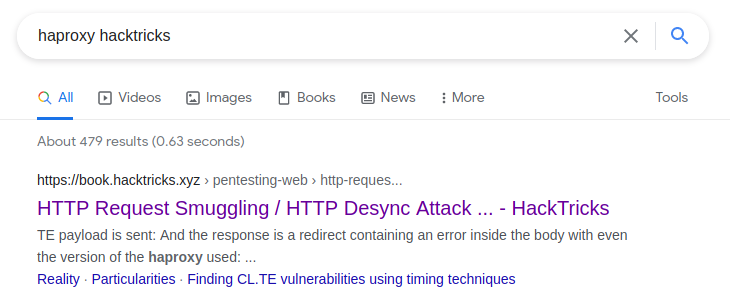 haproxy hacktricks
All Videos Images Books News More Tools
About 479 results (0.63 seconds)
https://book.hacktricks.xyz › pentesting-web › http-reques...
HTTP Request Smuggling / HTTP Desync Attack ... - HackTricks
TE payload is sent: And the response is a redirect containing an error inside the body with even
the version of the haproxy used: ...
Reality · Particularities · Finding CL.TE vulnerabilities using timing techniques